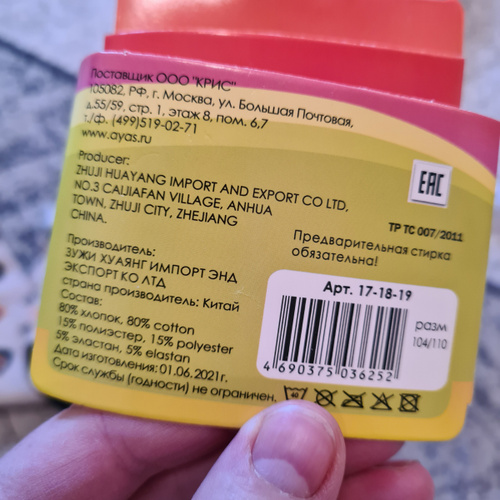 Поставщик ООО "КРИС"
105082, РФ, г. Москва, ул. Большая Почтовая,
д.55/59, стр. 1, этаж 8, пом. 6,7
т./ф. (499)519-02-71
www.ayas.ru
Producer:
ZHUJI HUAYANG IMPORT AND EXPORT CO LTD,
NO.3 CAIJIAFAN VILLAGE, ANHUA
TOWN, ZHUJI CITY, ZHEJIANG
CHINA.
EAC
ТР ТС 007/2011
Предварительная стирка
обязательна!
Производитель:
ЗУЖИ ХУАЯНГ ИМПОРТ ЭНД
ЭКСПОРТ КО ЛТД
страна производитель: Китай
Состав:
80% хлопок, 80% cotton
15% полиэстер, 15% polyester
5% эластан, 5% elastan
Дата изготовления: 01.06.2021г.
Срок службы (годности) не ограничен.
Арт. 17-18-19
разм
104/110
4 690375 036252
40